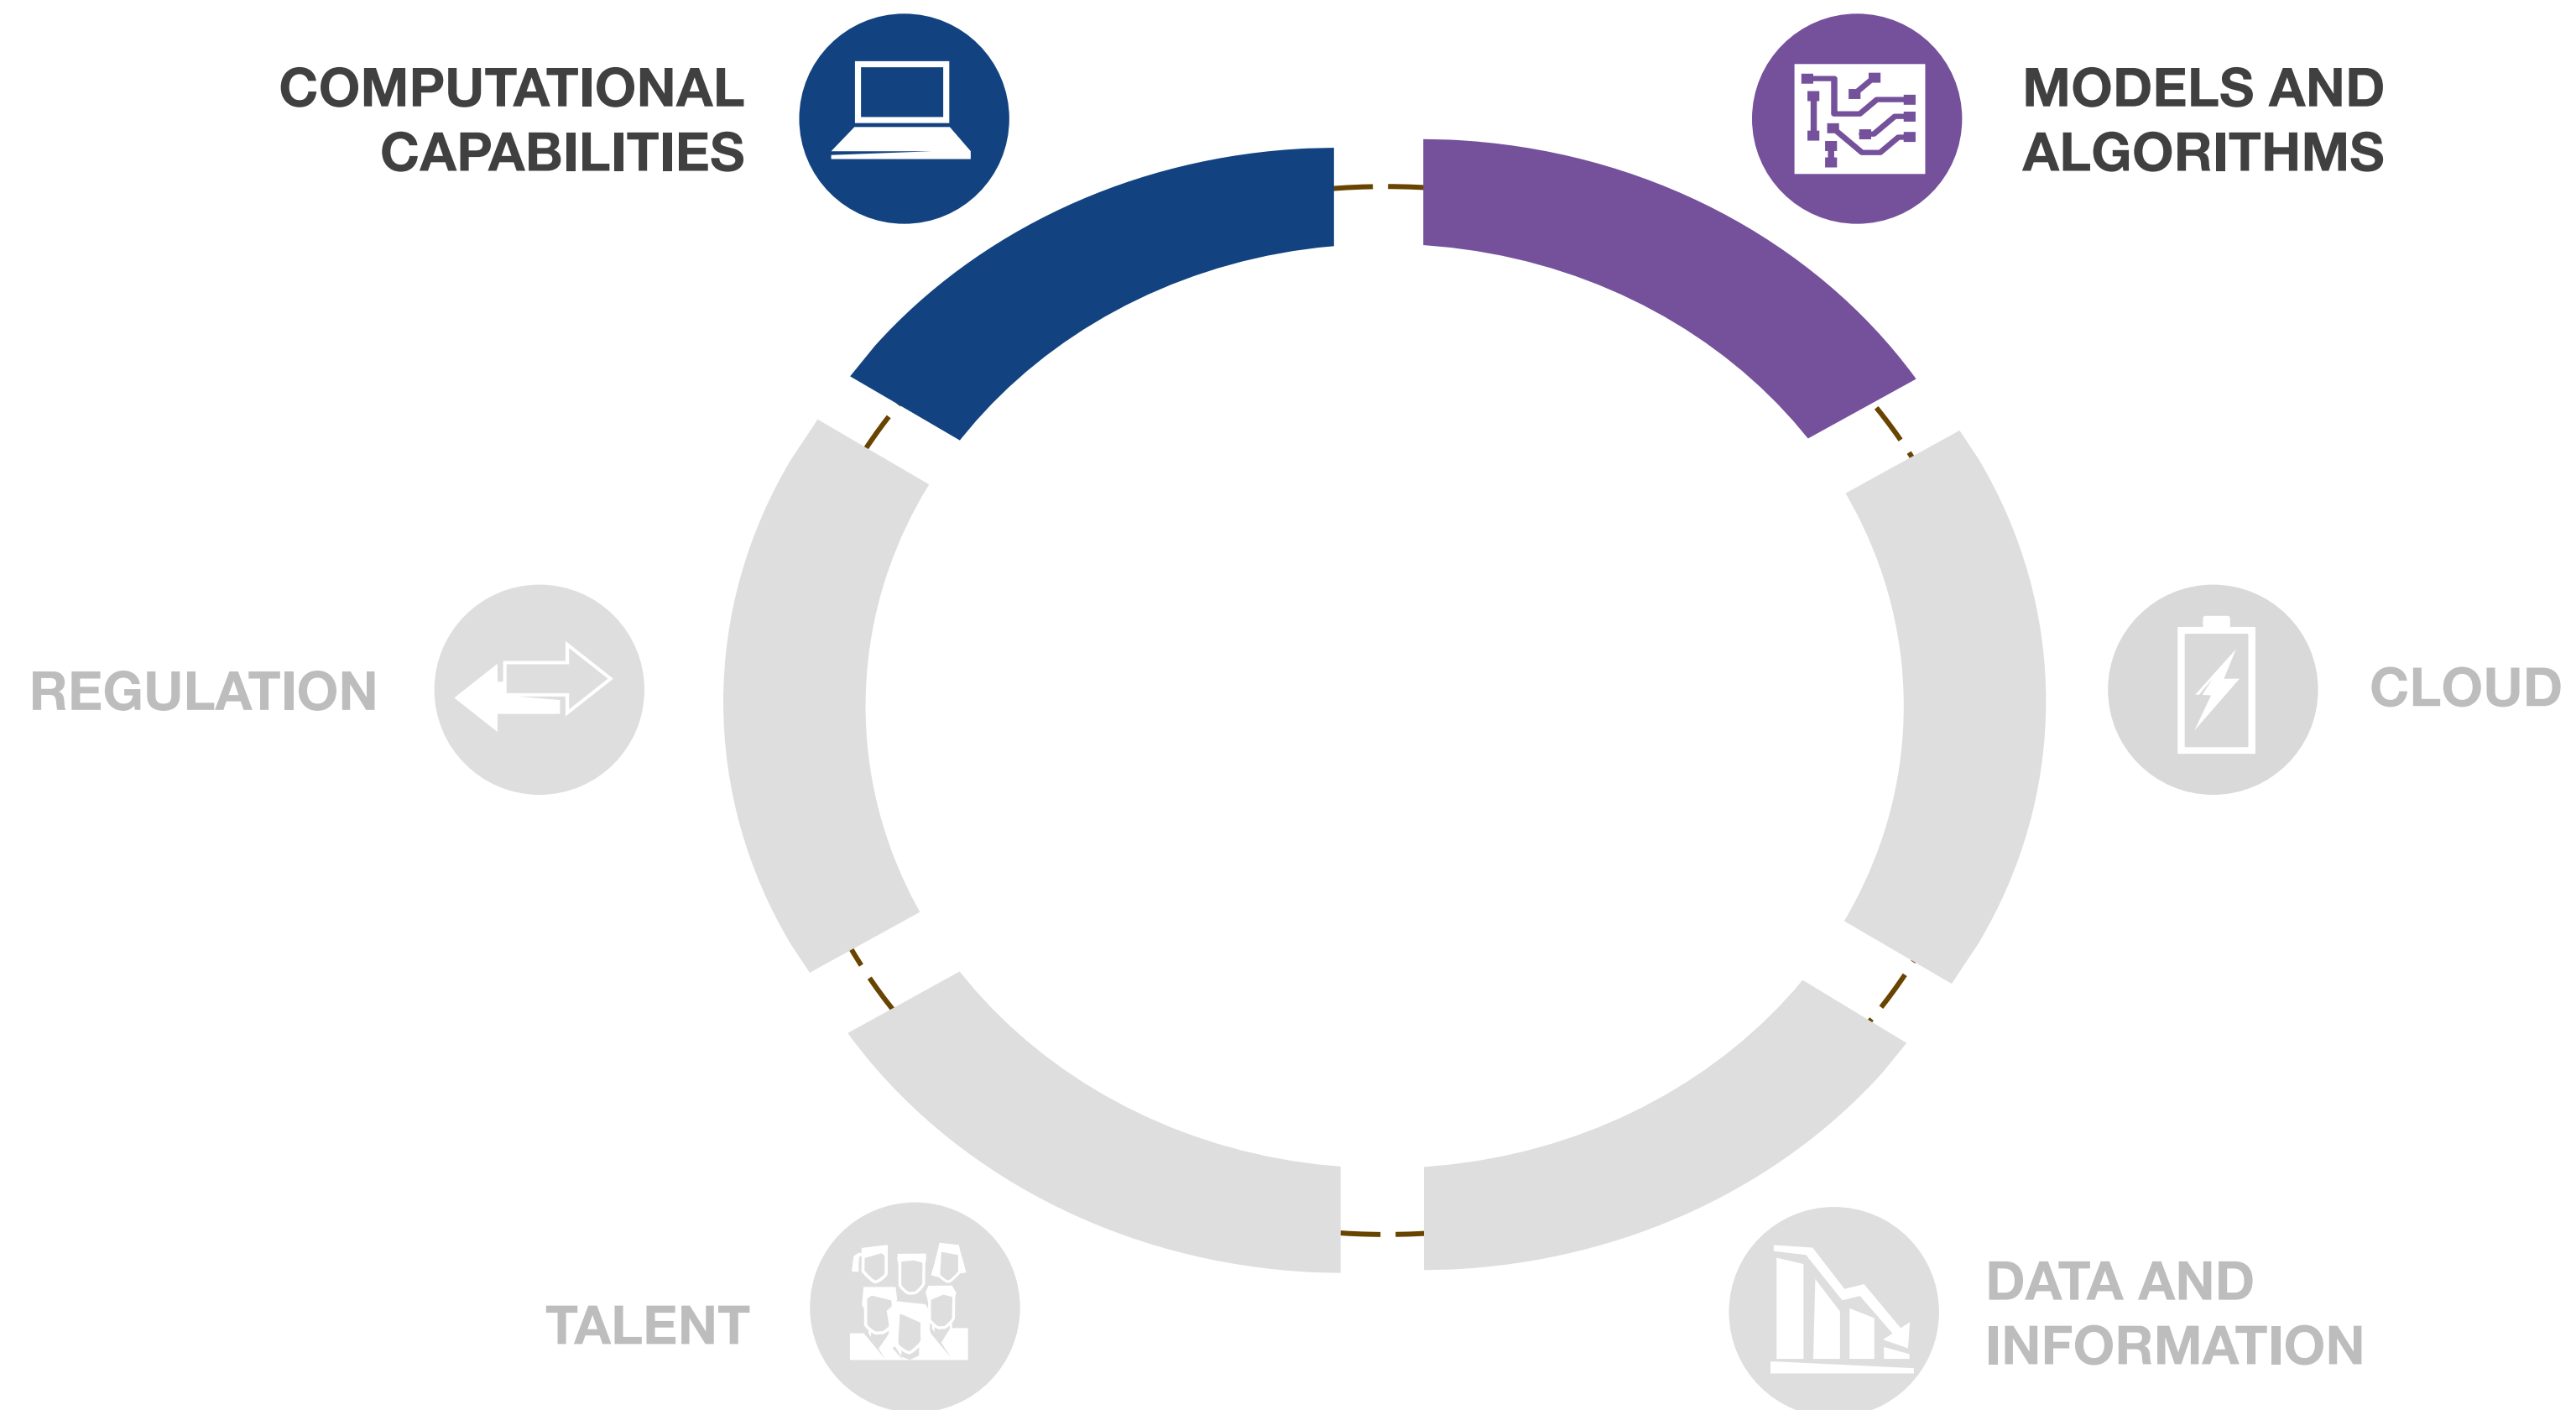 COMPUTATIONAL
CAPABILITIES
MODELS AND
ALGORITHMS
REGULATION
CLOUD
TALENT
DATA AND
INFORMATION